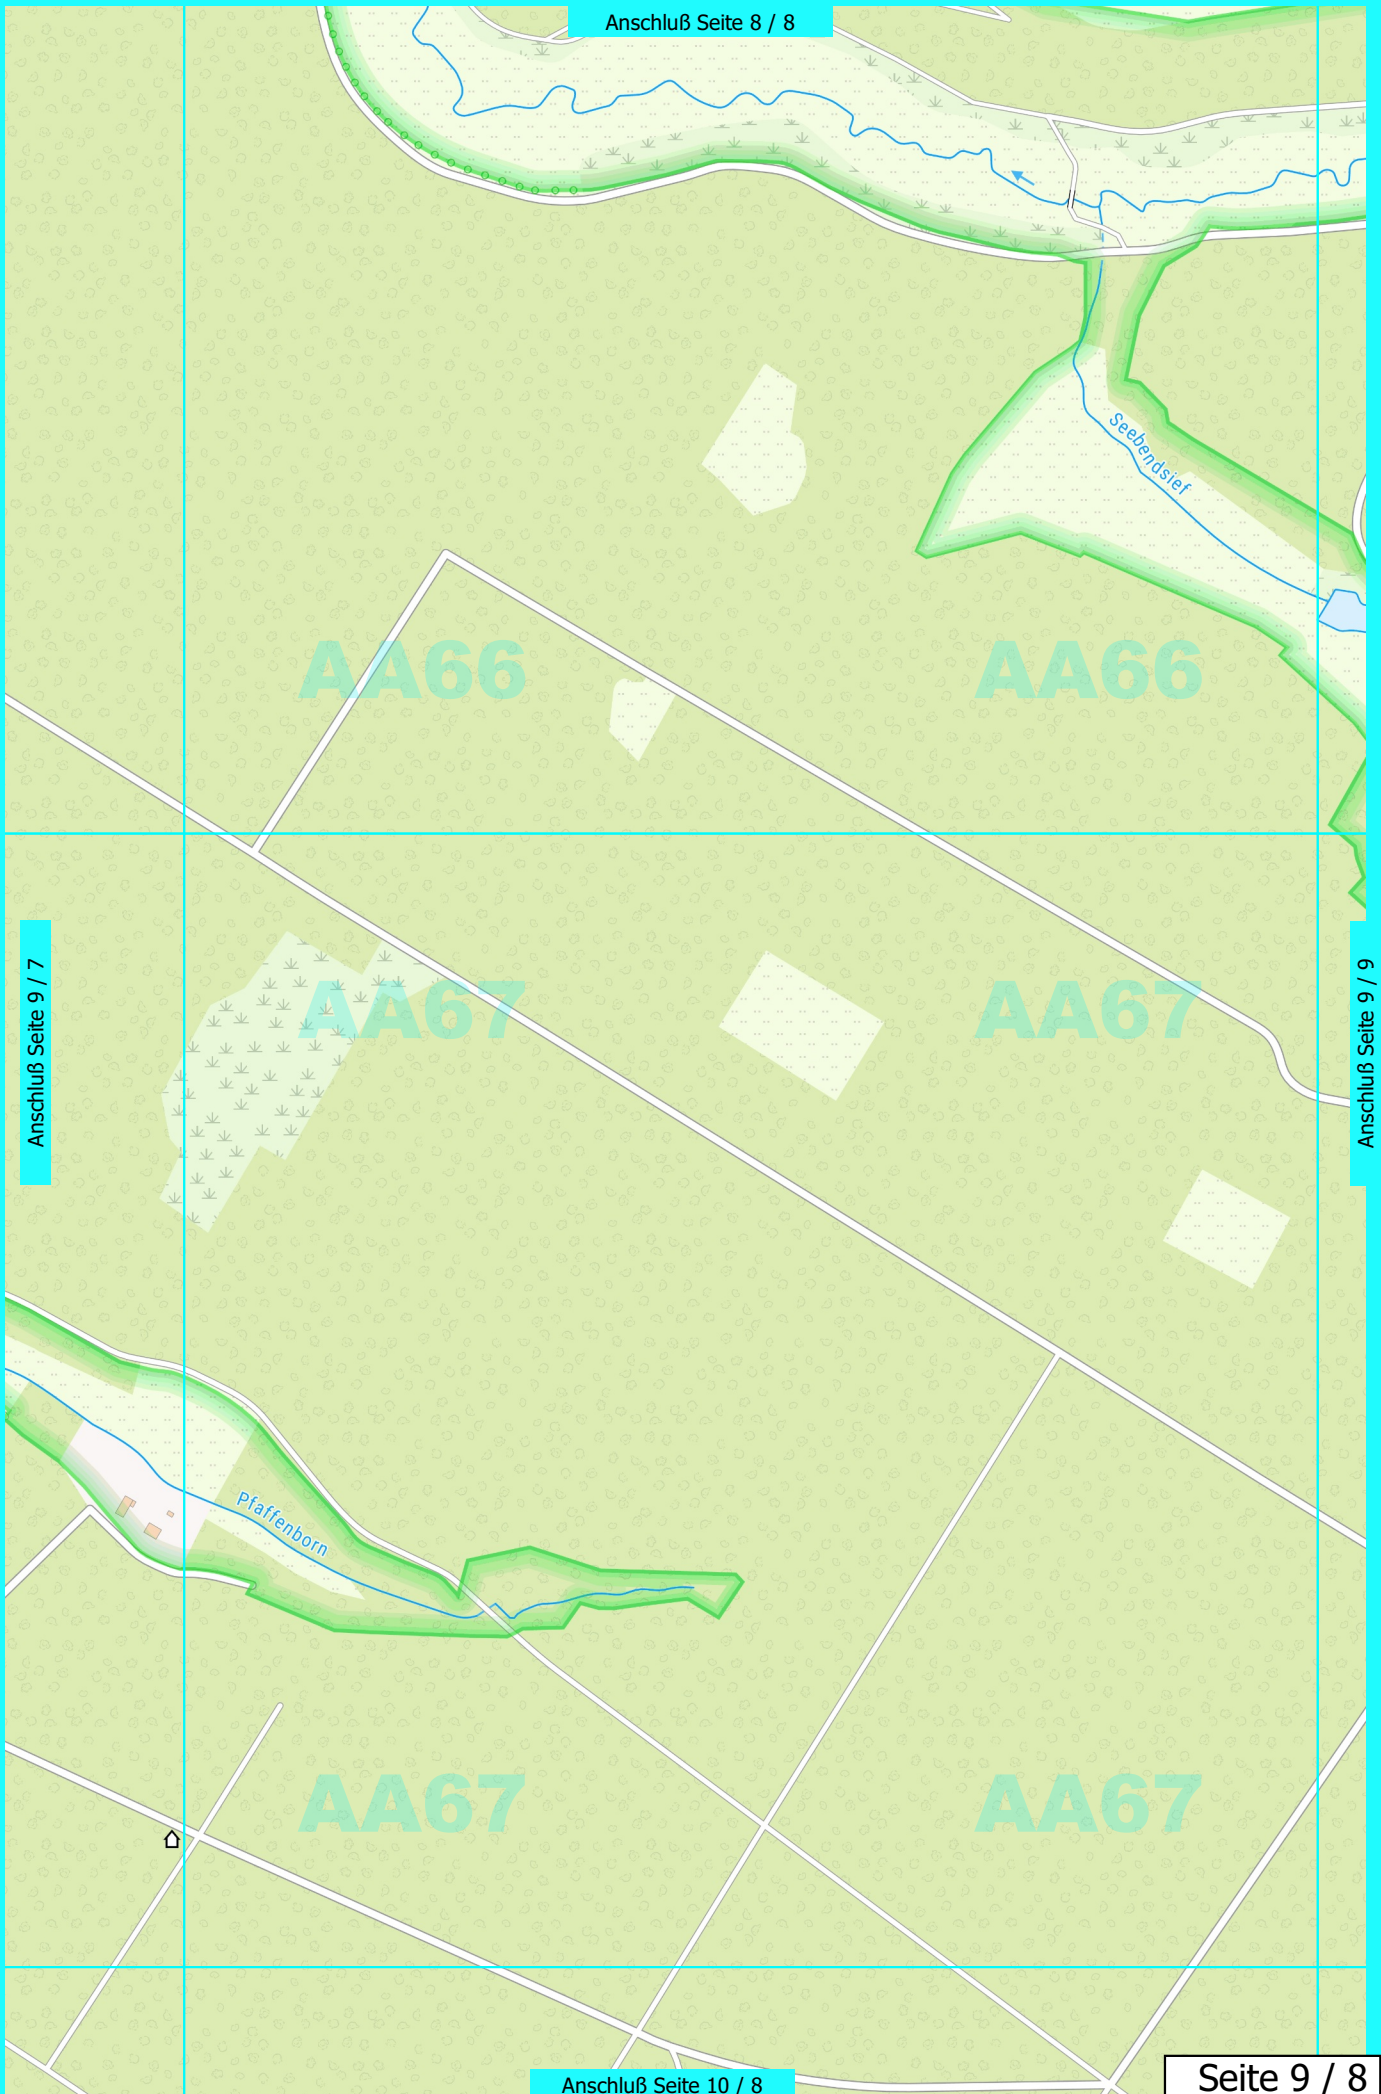 Anschluß Seite 8 / 8
Seebendsief
AA66
AA66
Anschluß Seite 9 / 7
AA67
AA67
Anschluß Seite 9 / 9
Pfaffenborn
AA67
AA67
Anschluß Seite 10 / 8
Seite 9 / 8